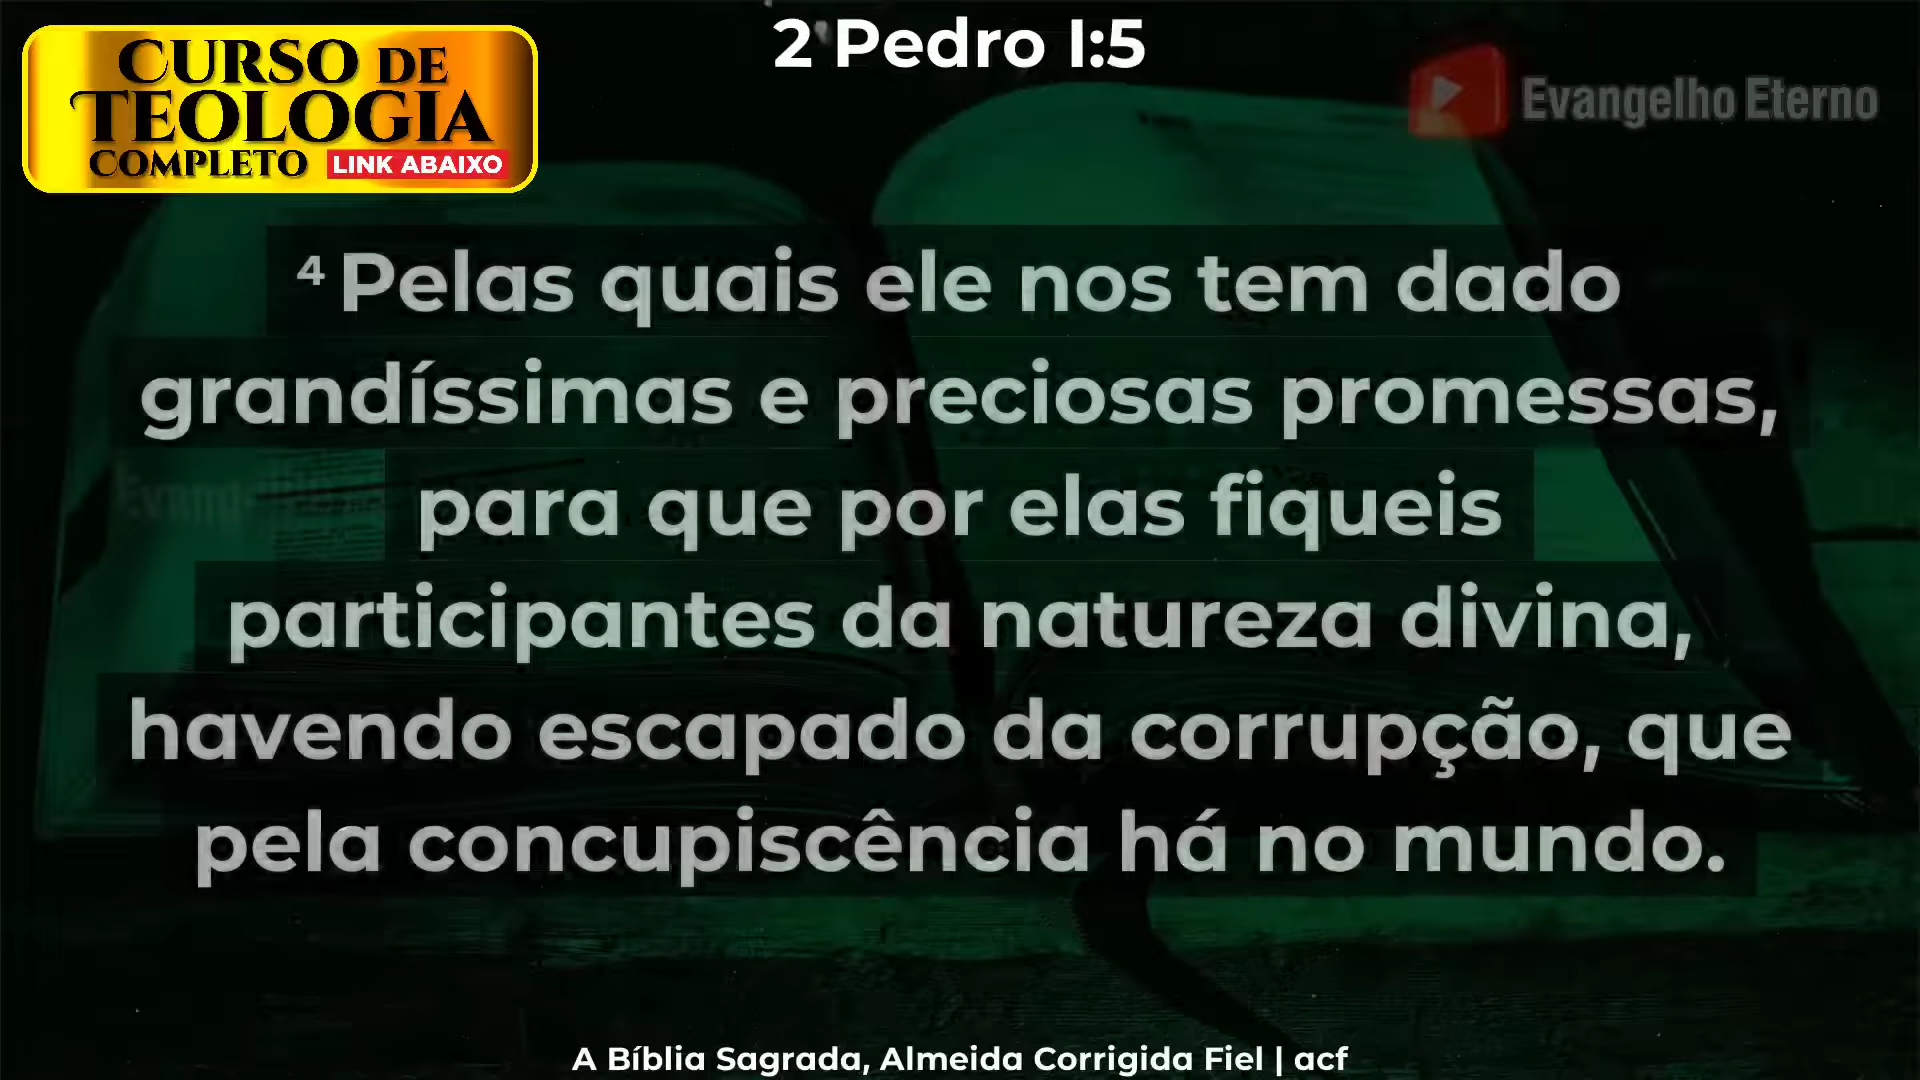 2 Pedro 1:5
CURSO DE
TEOLOGIA
COMPLETO LINK ABAIXO
Evangelho Eterno
4 Pelas quais ele nos tem dado
grandíssimas e preciosas promessas,
para que por elas fiqueis
participantes da natureza divina,
havendo escapado da corrupção, que
pela concupiscência há no mundo.
A Bíblia Sagrada, Almeida Corrigida Fiel | acf